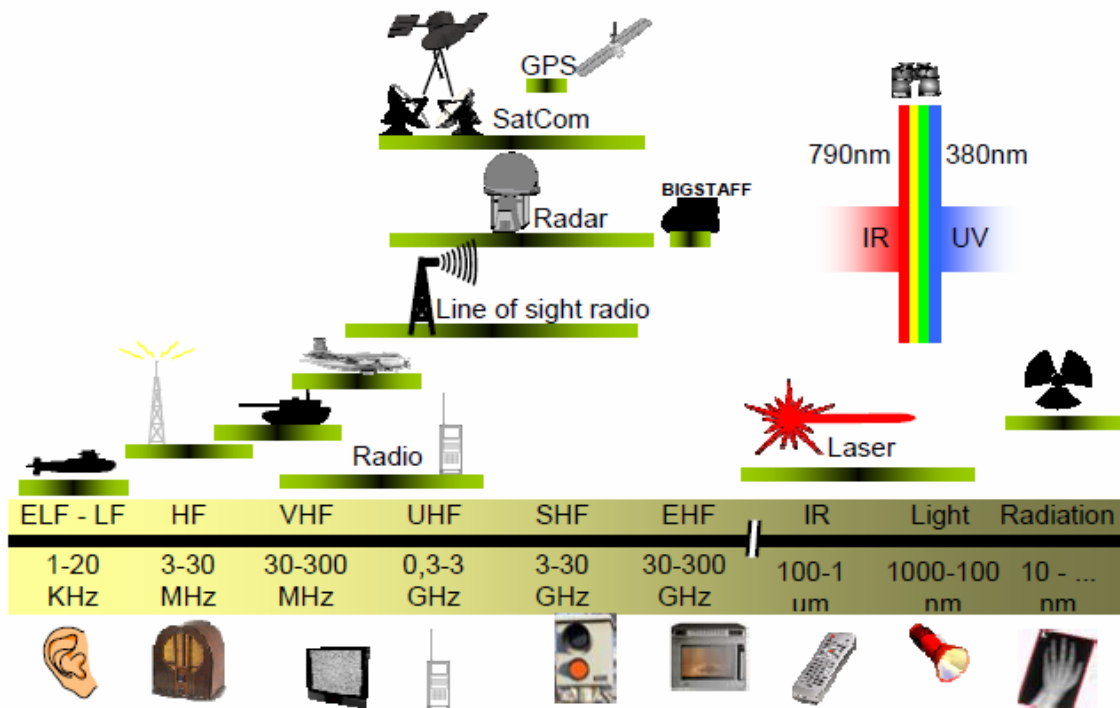 GPS
SatCom
790nm 380nm
BIGSTAFF
Radar
IR UV
Line of sight radio
Radio
Laser
ELF - LF HF VHF UHF SHF EHF IR Light Radiation
1-20 3-30 30-300 0,3-3 3-30 30-300 100-1 1000-100 10 - ...
KHz MHz MHz GHz GHz GHz um nm nm